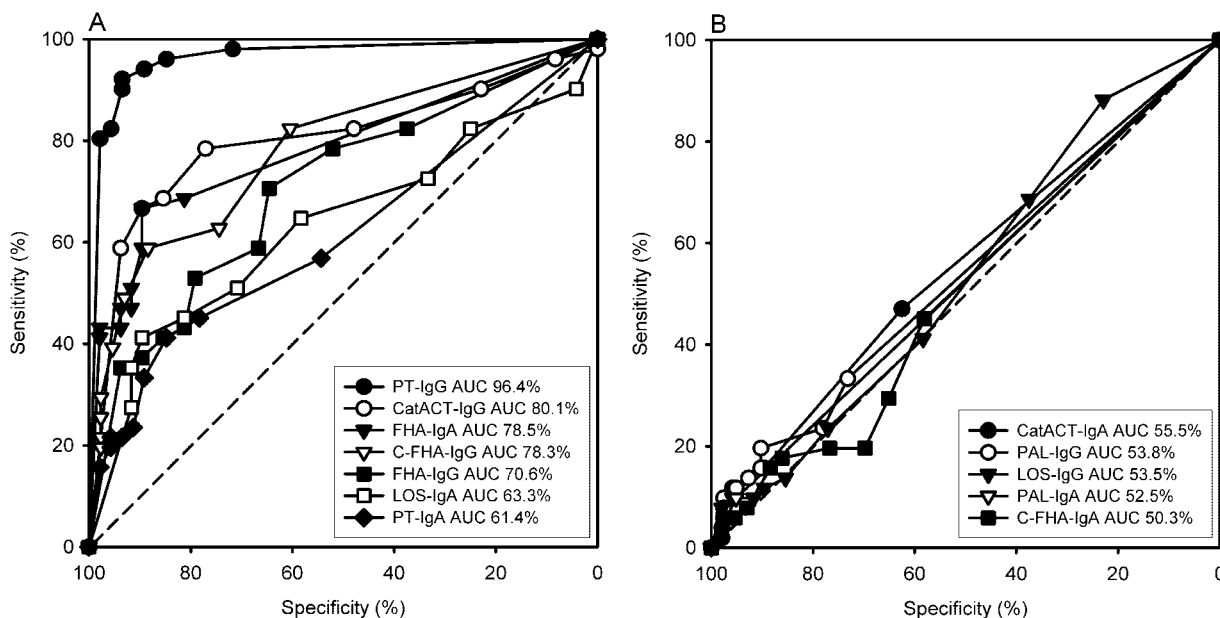 A
100
80
60
40
20
0
Sensitivity (%)
100
80
60
40
20
0
Specificity (%)
PT-IgG AUC 96.4%
CatACT-IgG AUC 80.1%
FHA-IgA AUC 78.5%
C-FHA-IgG AUC 78.3%
FHA-IgG AUC 70.6%
LOS-IgA AUC 63.3%
PT-IgA AUC 61.4%
B
100
80
60
40
20
0
Sensitivity (%)
100
80
60
40
20
0
Specificity (%)
CatACT-IgA AUC 55.5%
PAL-IgG AUC 53.8%
LOS-IgG AUC 53.5%
PAL-IgA AUC 52.5%
C-FHA-IgA AUC 50.3%